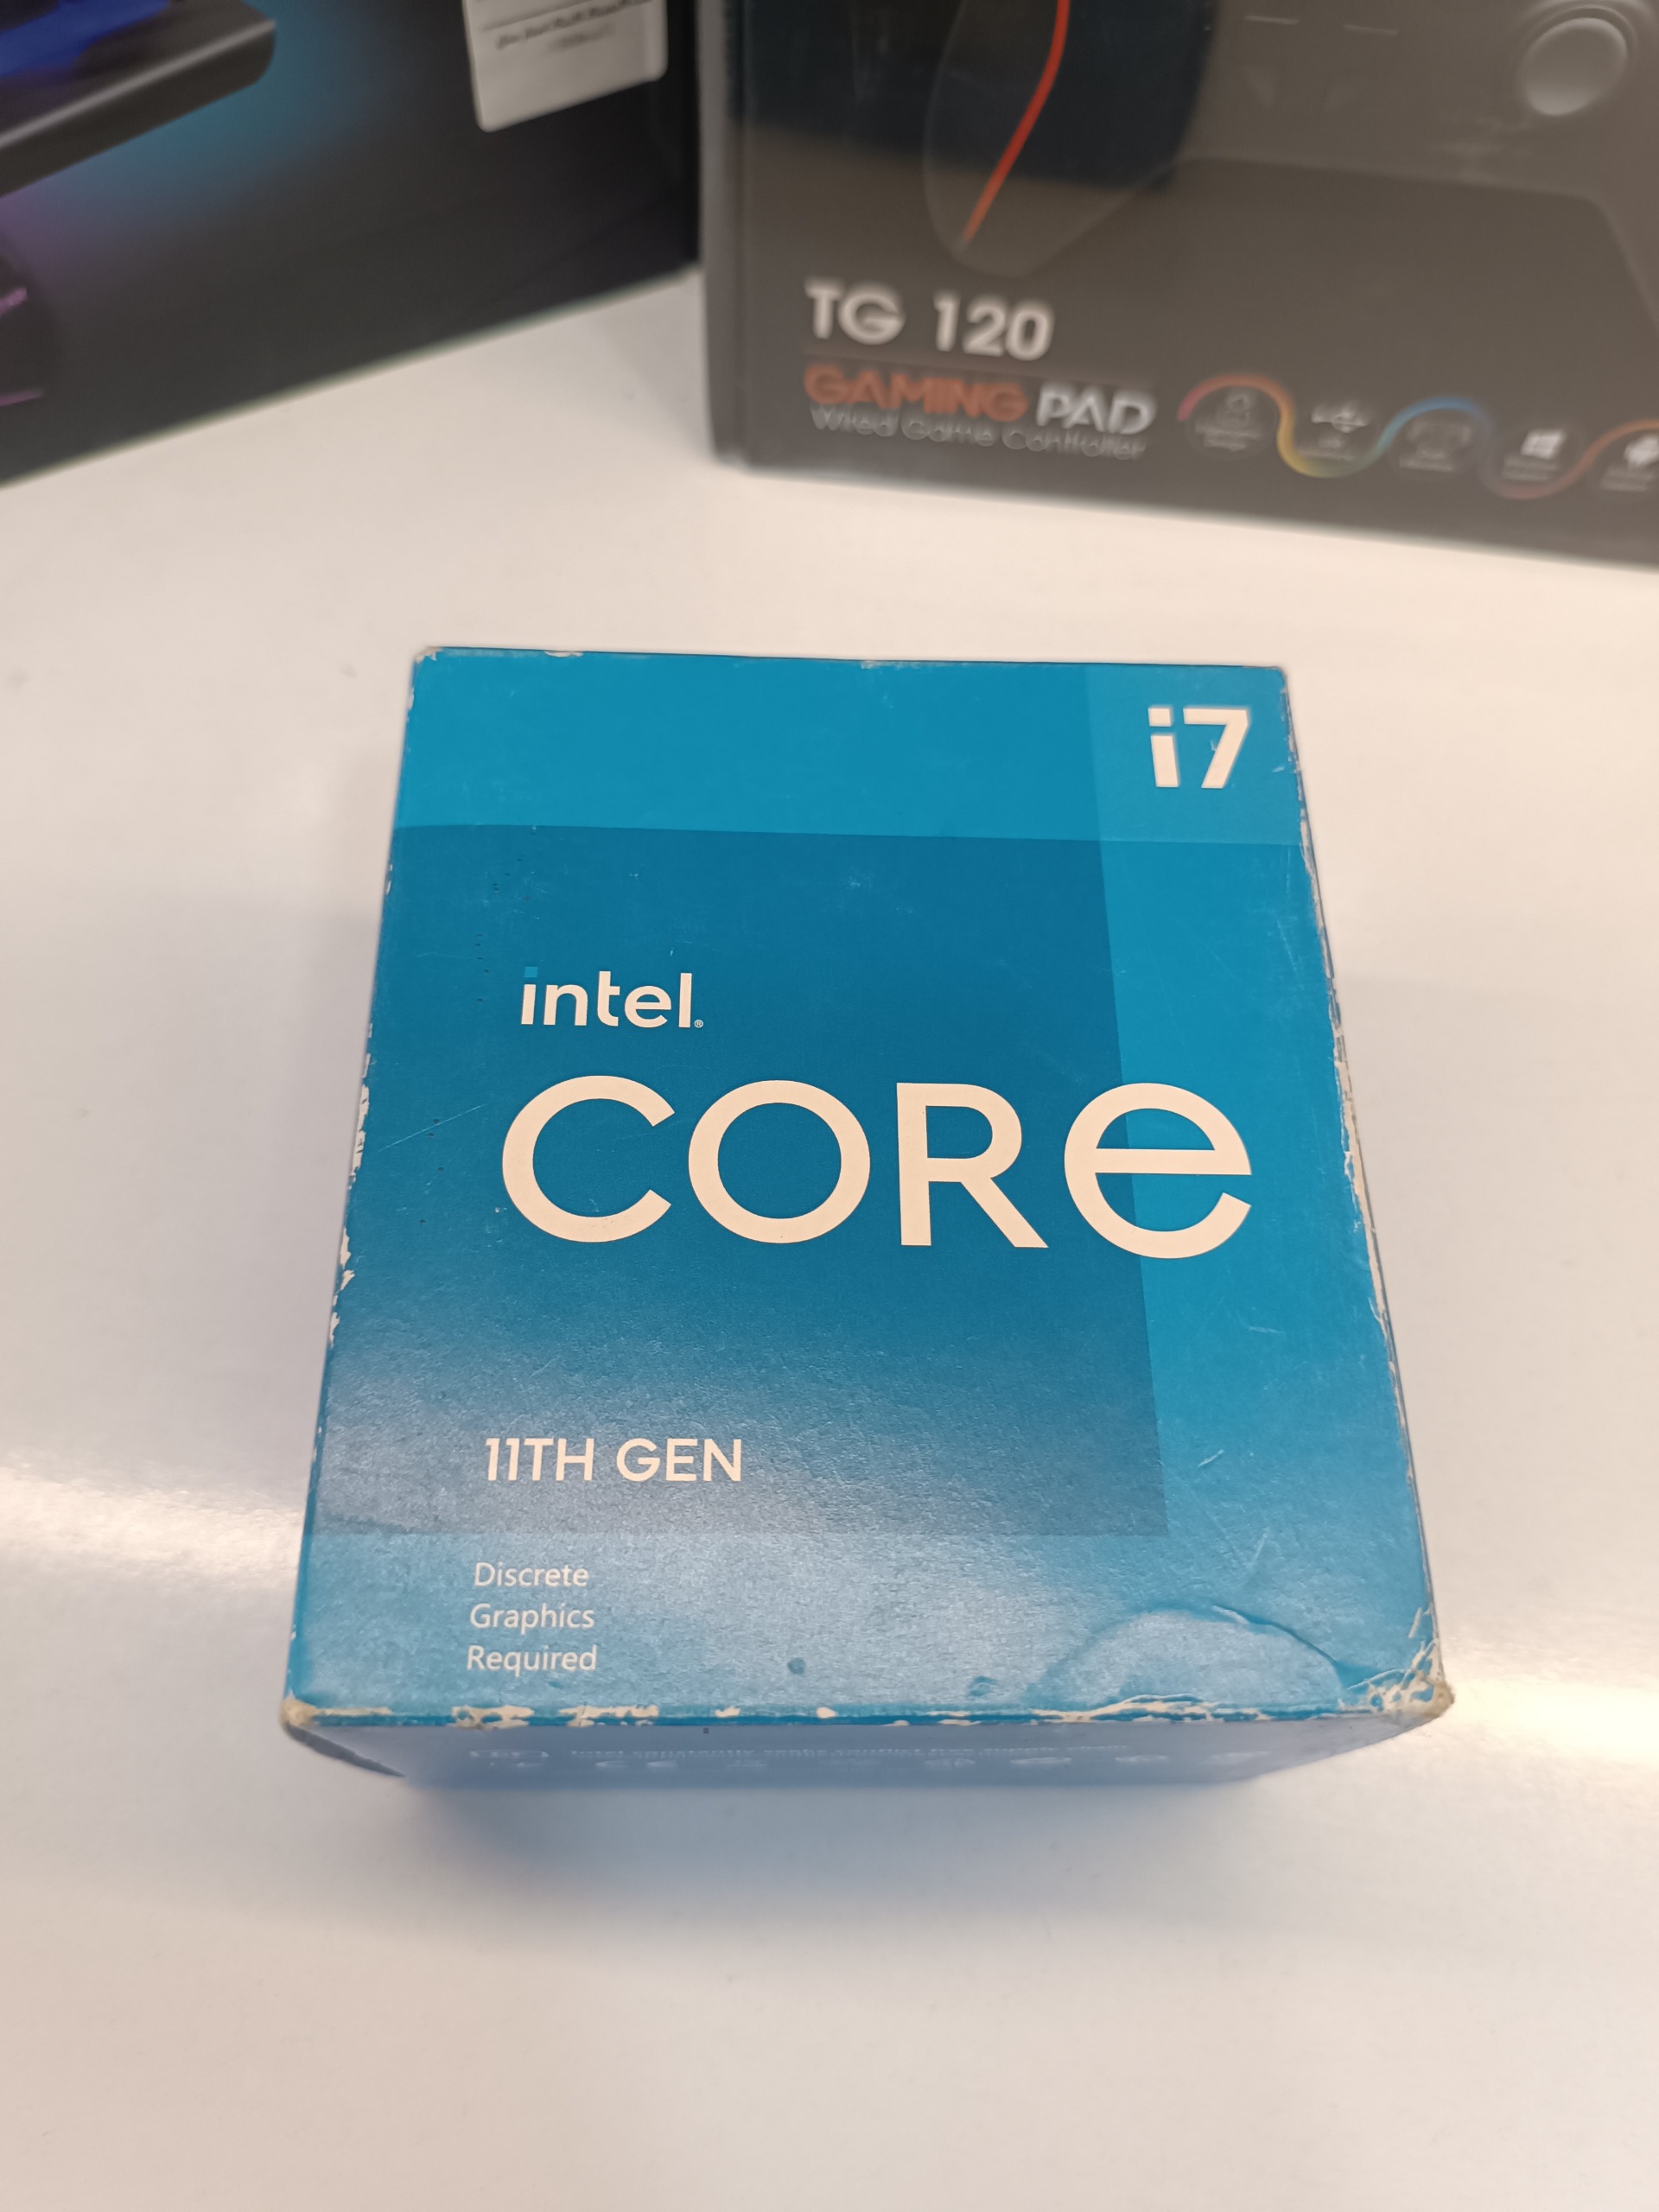 TG 120
GAMING PAD
Wired Game Controller
i7
intel®
CORE
11TH GEN
Discrete
Graphics
Required